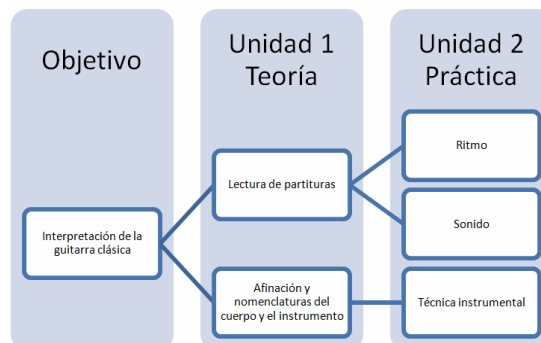 Objetivo
Unidad 1
Teoría
Unidad 2
Práctica
Interpretación de la
guitarra clásica
Lectura de partituras
Afinación y
nomenclaturas del
cuerpo y el instrumento
Ritmo
Sonido
Técnica instrumental